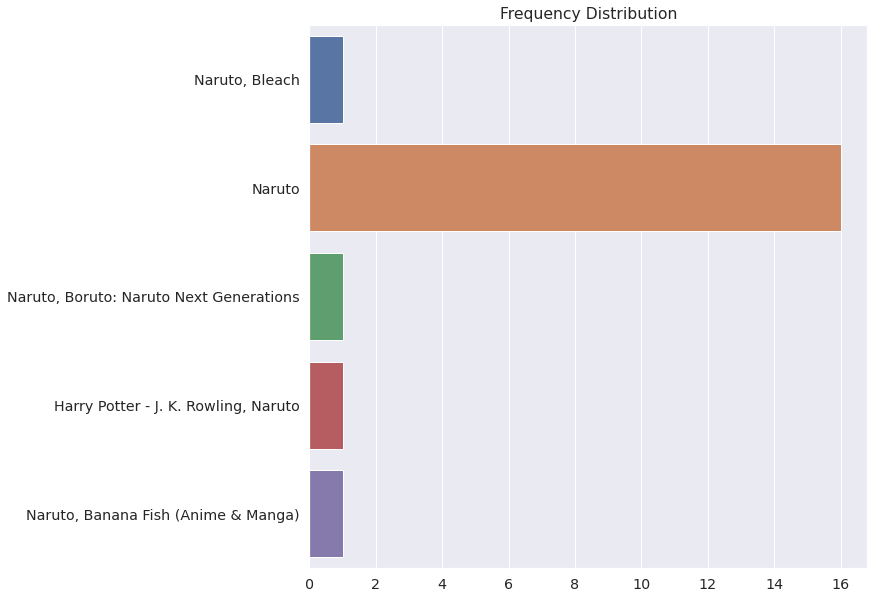 Frequency Distribution
Naruto, Bleach
Naruto
Naruto, Boruto: Naruto Next Generations
Harry Potter - J. K. Rowling, Naruto
Naruto, Banana Fish (Anime & Manga)
0 2 4 6 8 10 12 14 16